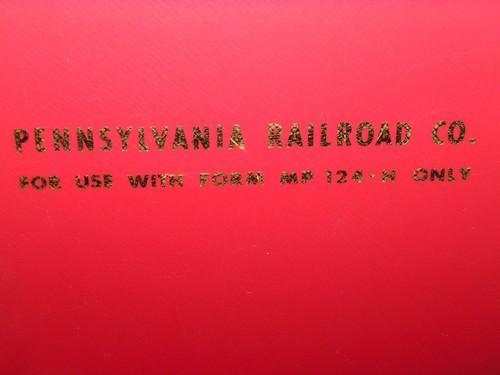 PENNSYLVANIA RAILROAD CO.
FOR USE WITH FORM MP 124-H ONLY